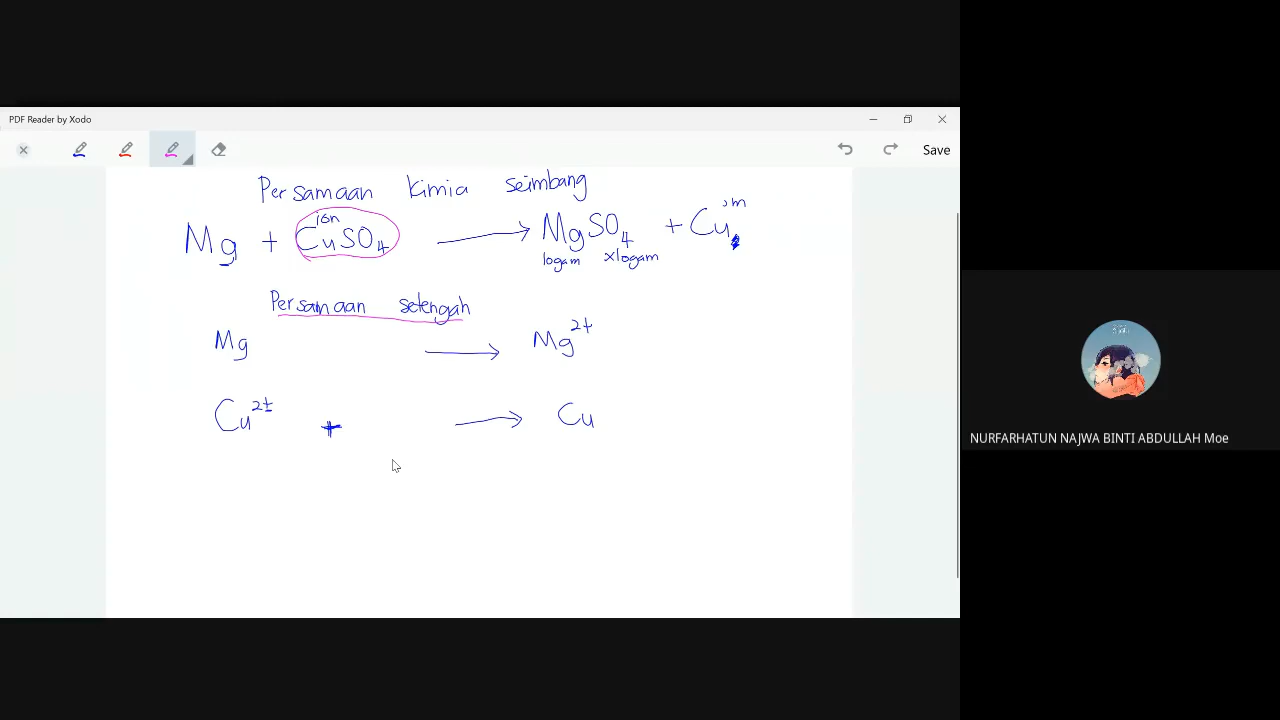 PDF Reader by Xodo
Save
Persamaan kimia seimbang
ion
Mg + CuSO4 → MgSO4 + Cu
logam xlogam
Persamaan setengah
Mg → Mg2+
Cu2+ + → Cu
NURFARHATUN NAJWA BINTI ABDULLAH Moe